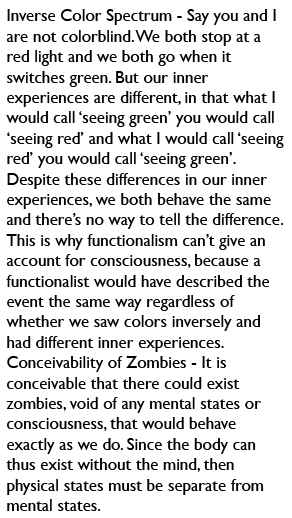 Inverse Color Spectrum - Say you and I
are not colorblind. We both stop at a
red light and we both go when it
switches green. But our inner
experiences are different, in that what I
would call ‘seeing green’ you would call
‘seeing red’ and what I would call ‘seeing
red’ you would call ‘seeing green’.
Despite these differences in our inner
experiences, we both behave the same
and there’s no way to tell the difference.
This is why functionalism can’t give an
account for consciousness, because a
functionalist would have described the
event the same way regardless of
whether we saw colors inversely and
had different inner experiences.
Conceivability of Zombies - It is
conceivable that there could exist
zombies, void of any mental states or
consciousness, that would behave
exactly as we do. Since the body can
thus exist without the mind, then
physical states must be separate from
mental states.